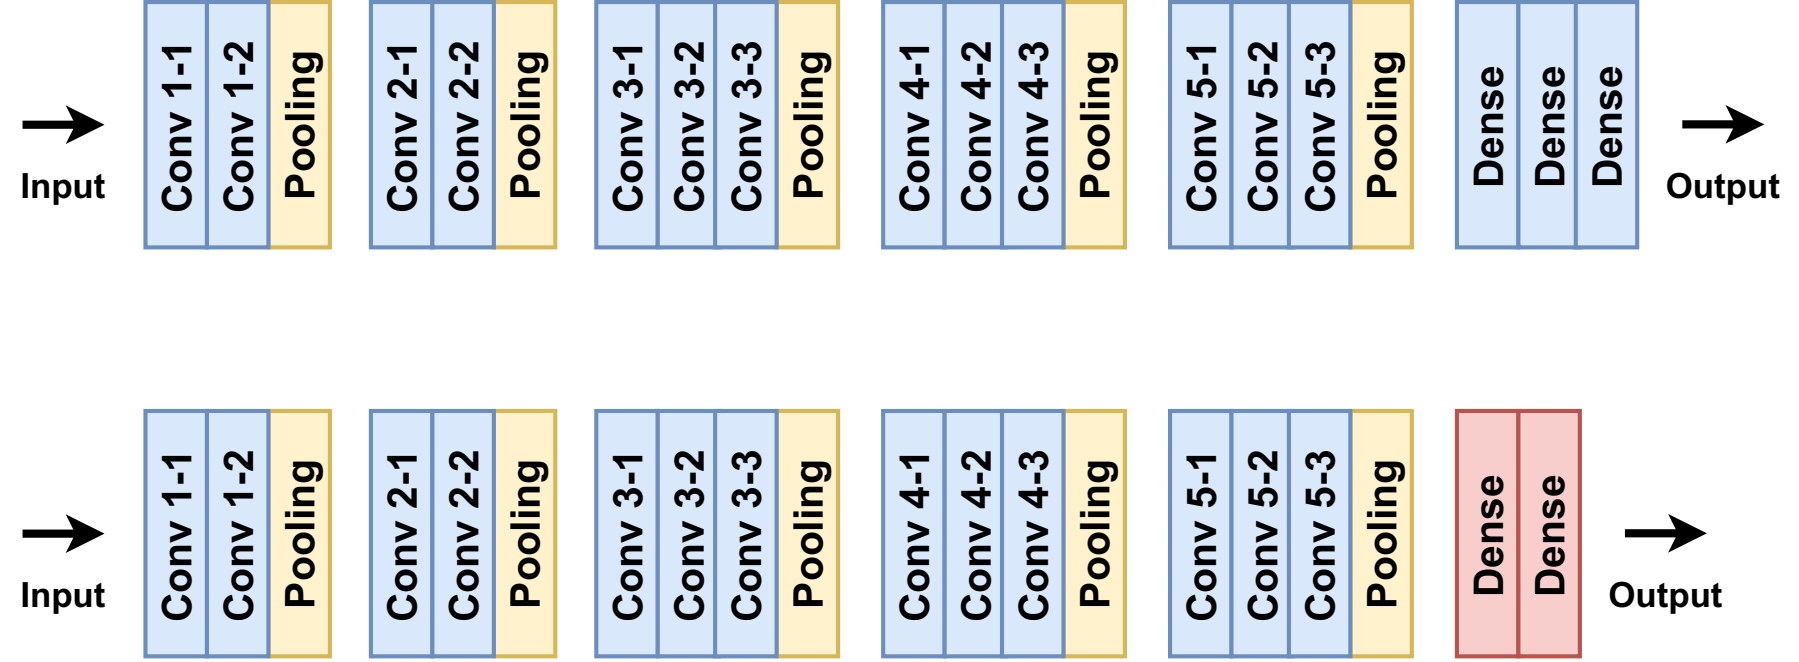 Input
Conv 1-1
Conv 1-2
Pooling
Conv 2-1
Conv 2-2
Pooling
Conv 3-1
Conv 3-2
Conv 3-3
Pooling
Conv 4-1
Conv 4-2
Conv 4-3
Pooling
Conv 5-1
Conv 5-2
Conv 5-3
Pooling
Dense
Dense
Dense
Output
Input
Conv 1-1
Conv 1-2
Pooling
Conv 2-1
Conv 2-2
Pooling
Conv 3-1
Conv 3-2
Conv 3-3
Pooling
Conv 4-1
Conv 4-2
Conv 4-3
Pooling
Conv 5-1
Conv 5-2
Conv 5-3
Pooling
Dense
Dense
Output